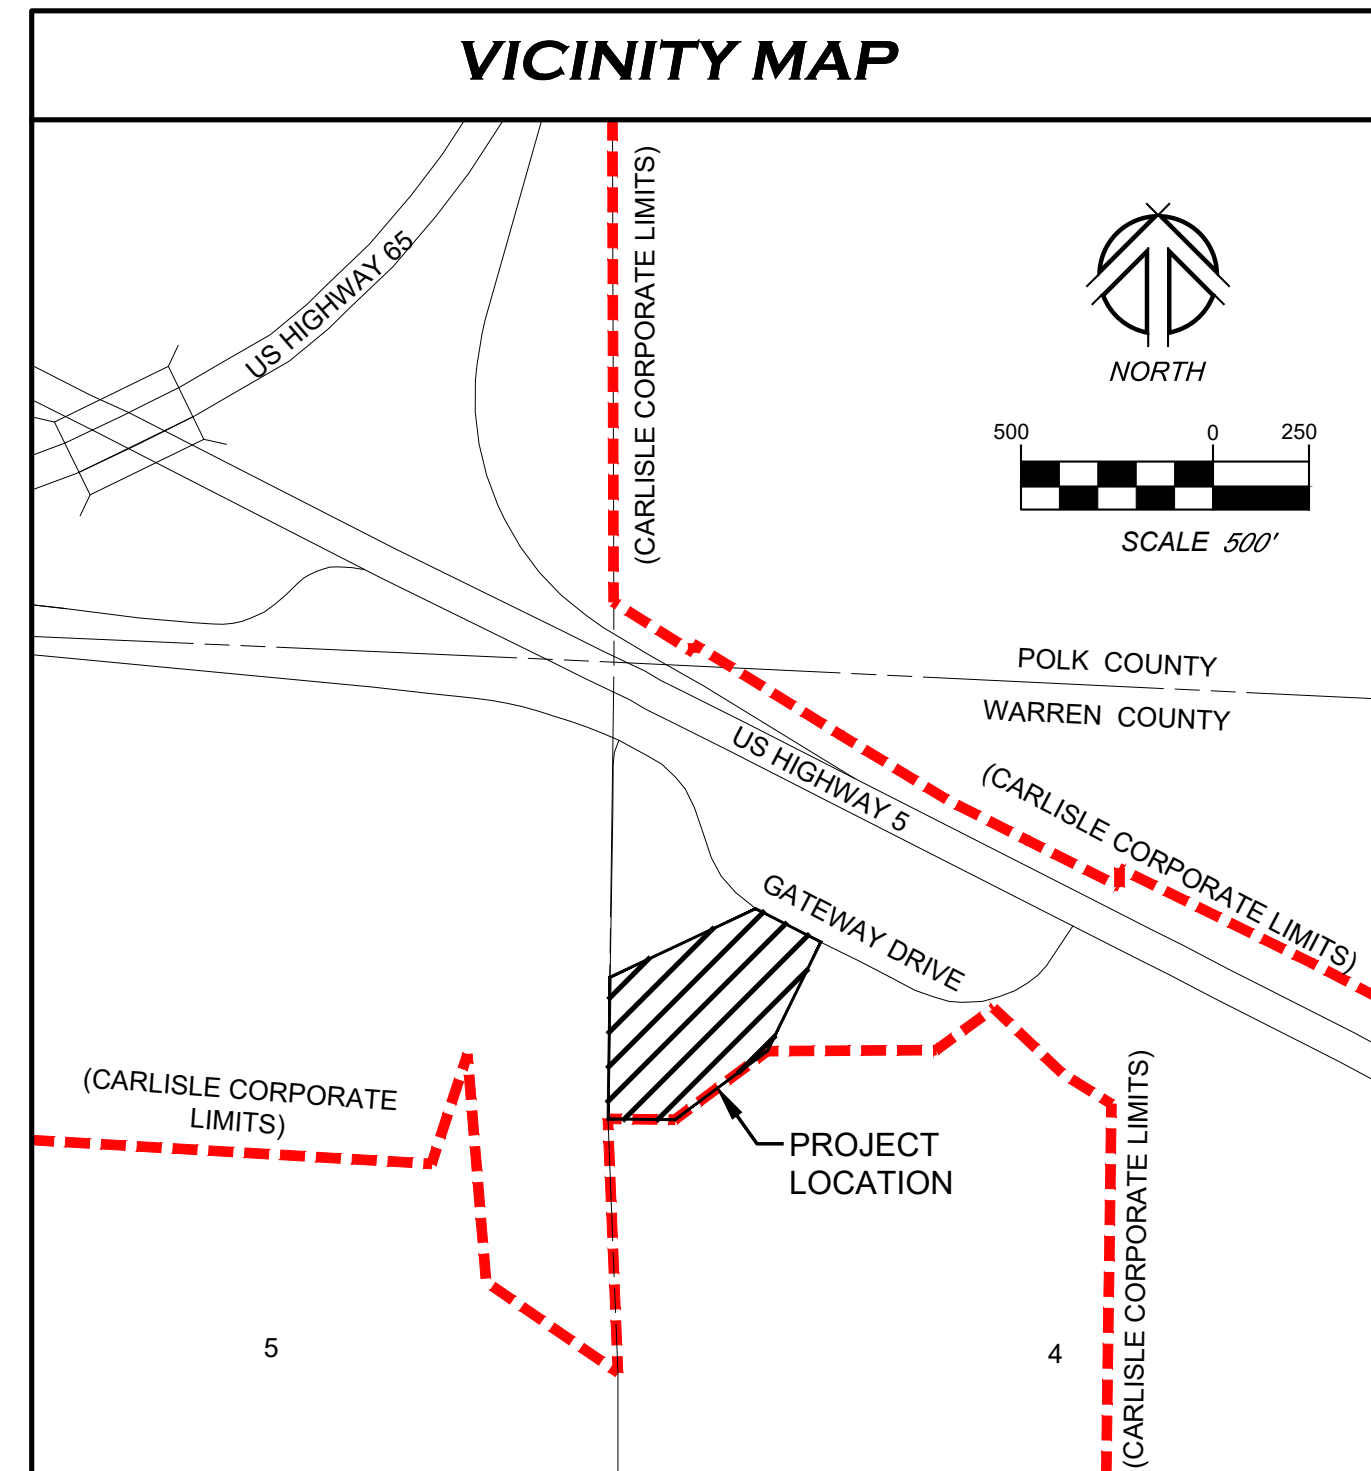 VICINITY MAP
US HIGHWAY 65
(CARLISLE CORPORATE LIMITS)
NORTH
500 0 250
SCALE 500'
POLK COUNTY
WARREN COUNTY
US HIGHWAY 5
(CARLISLE CORPORATE LIMITS)
GATEWAY DRIVE
(CARLISLE CORPORATE
LIMITS)
PROJECT
LOCATION
(CARLISLE CORPORATE LIMITS)
5
4